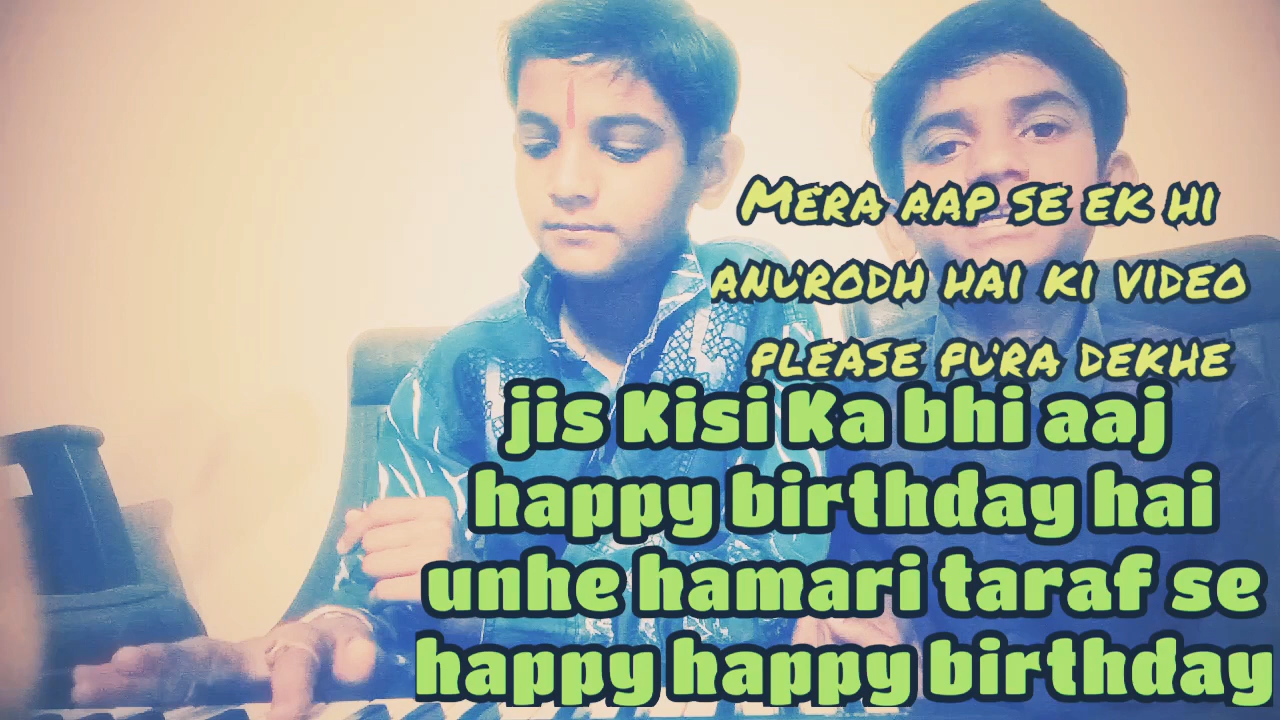 Mera aap se ek hi
anurodh hai ki video
please pura dekhe
jis Kisi Ka bhi aaj
happy birthday hai
unhe hamari taraf se
happy happy birthday